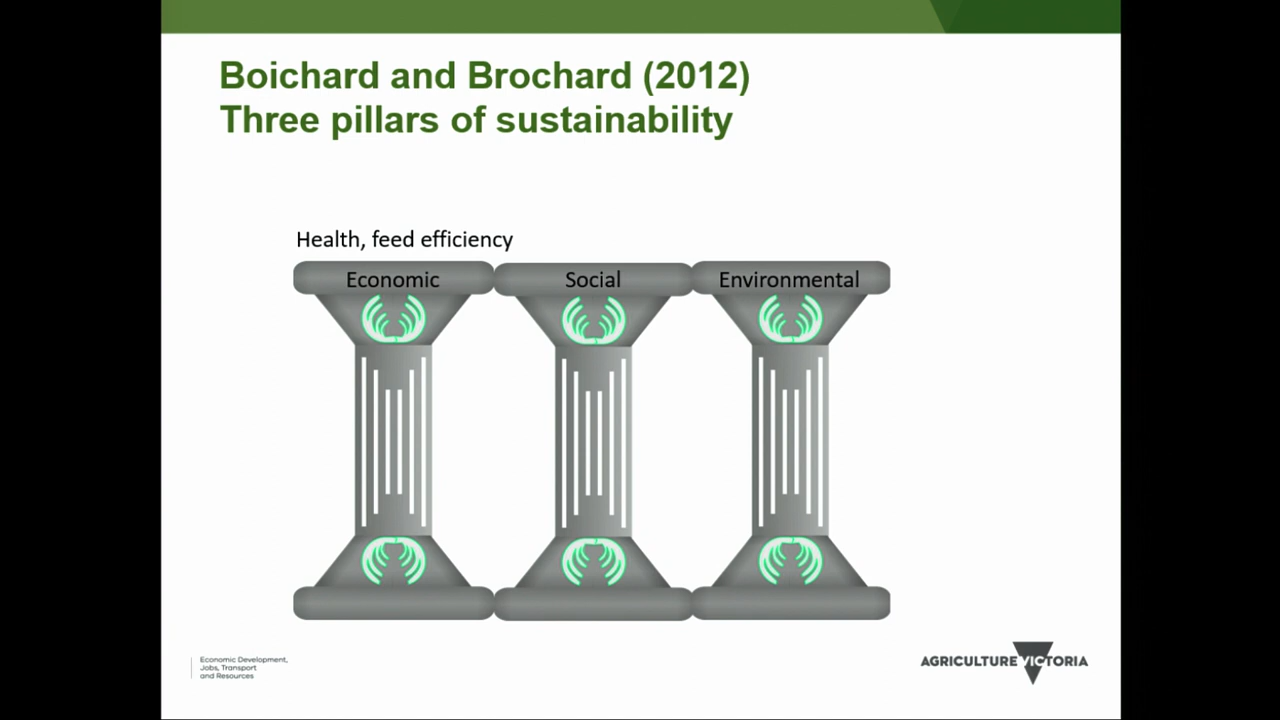 Boichard and Brochard (2012)
Three pillars of sustainability
Health, feed efficiency
Economic
Social
Environmental
Economic Development,
Jobs, Transport
and Resources
AGRICULTURE VICTORIA